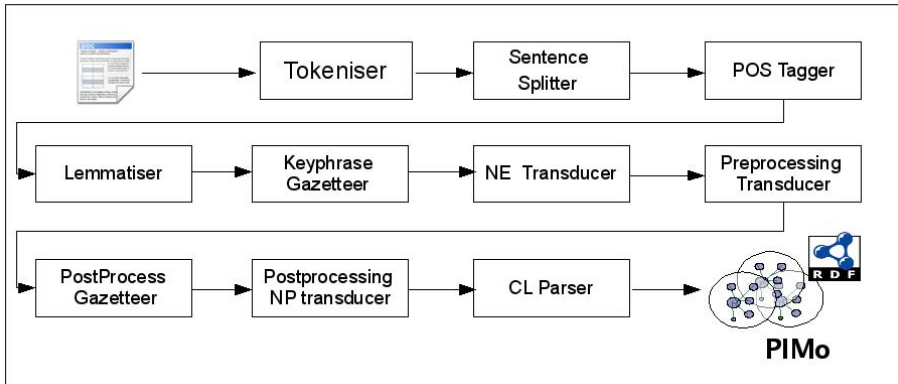 Tokeniser
Sentence
Splitter
POS Tagger
Lemmatiser
Keyphrase
Gazetteer
NE Transducer
Preprocessing
Transducer
PostProcess
Gazetteer
Postprocessing
NP transducer
CL Parser
RDF
PIMo